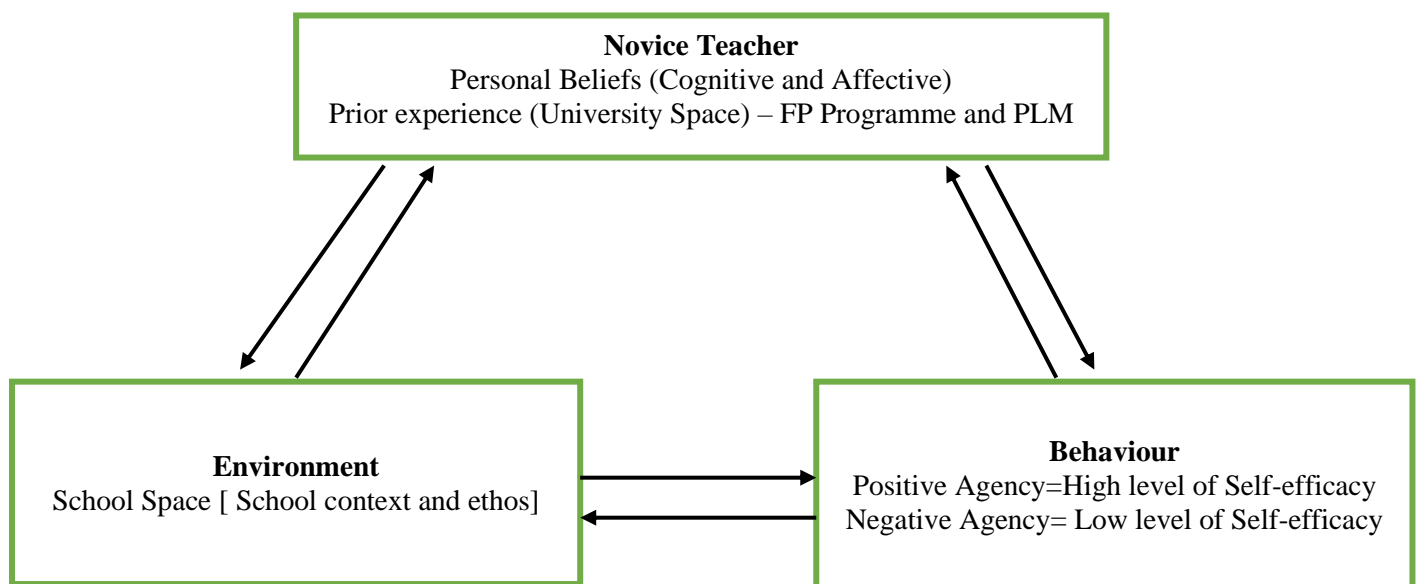 Novice Teacher
Personal Beliefs (Cognitive and Affective)
Prior experience (University Space) – FP Programme and PLM
Environment
School Space [ School context and ethos]
Behaviour
Positive Agency=High level of Self-efficacy
Negative Agency= Low level of Self-efficacy